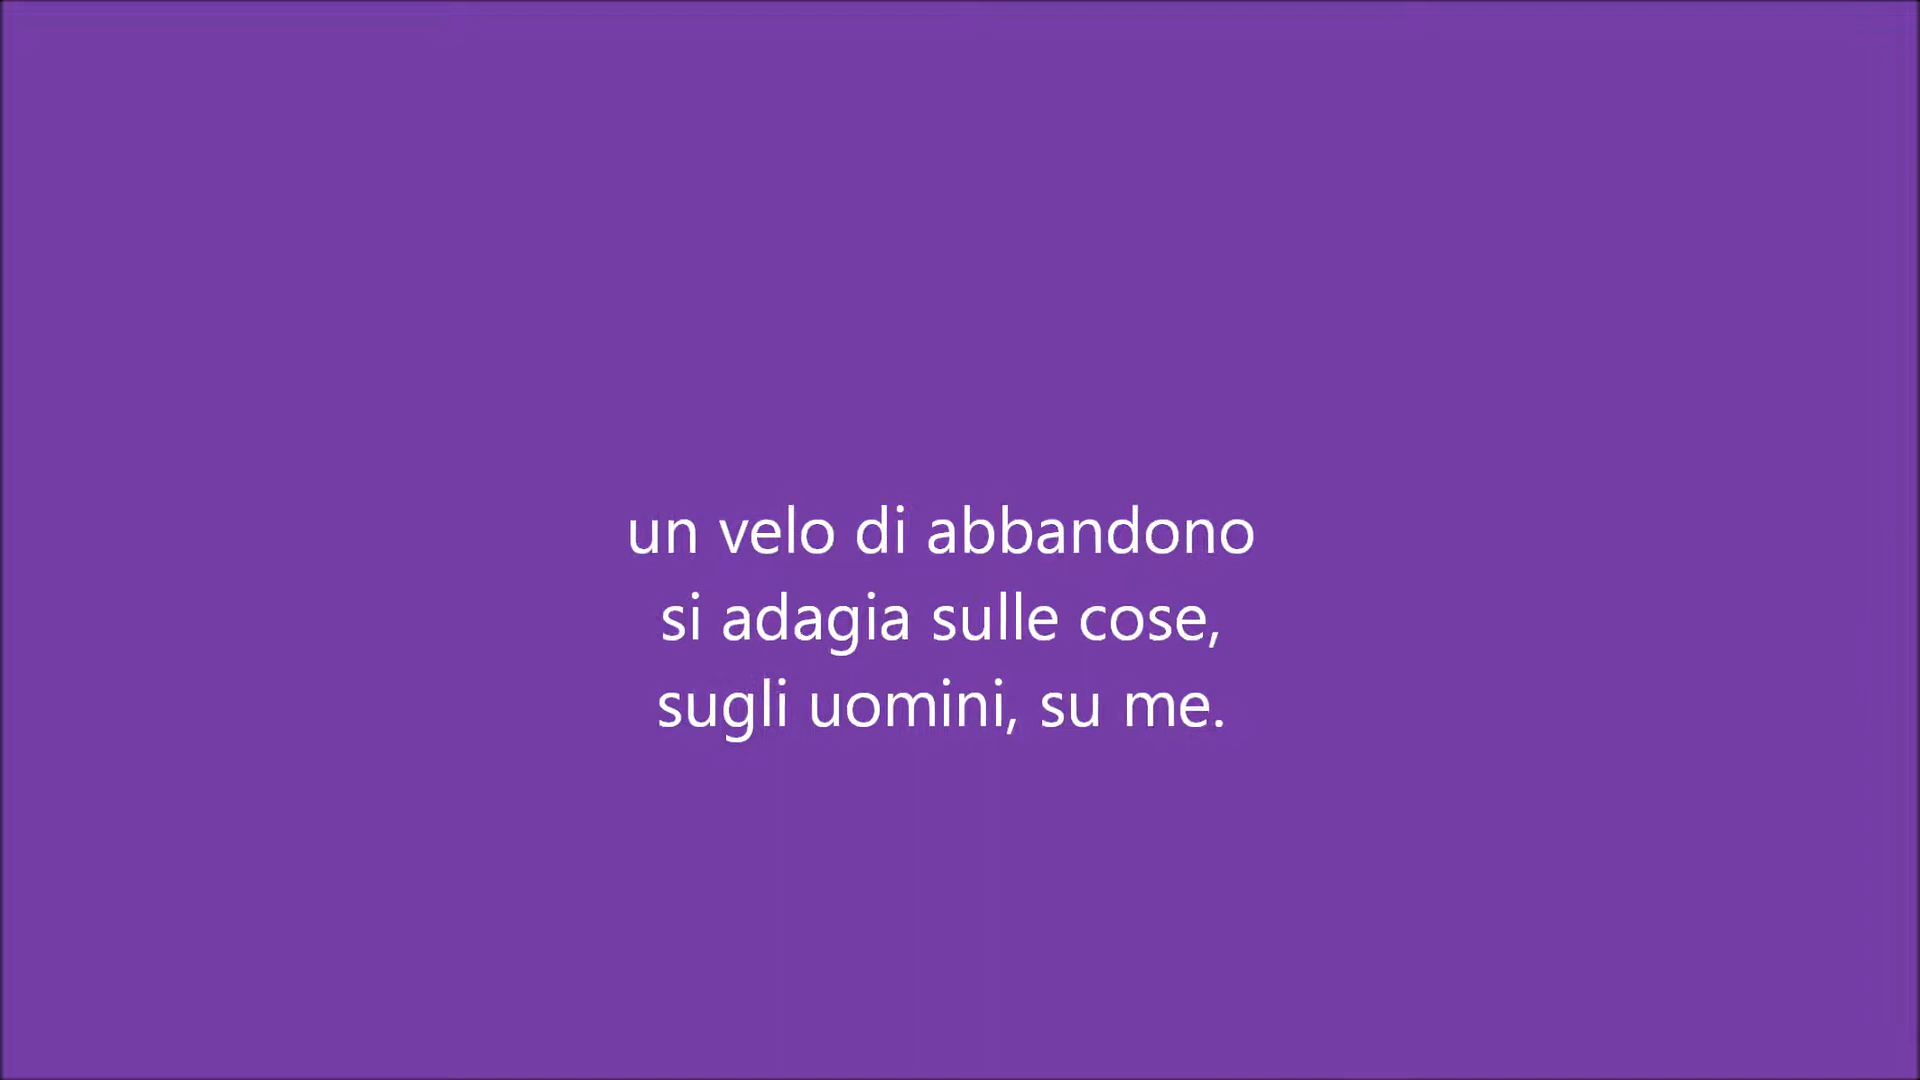 un velo di abbandono
si adagia sulle cose,
sugli uomini, su me.